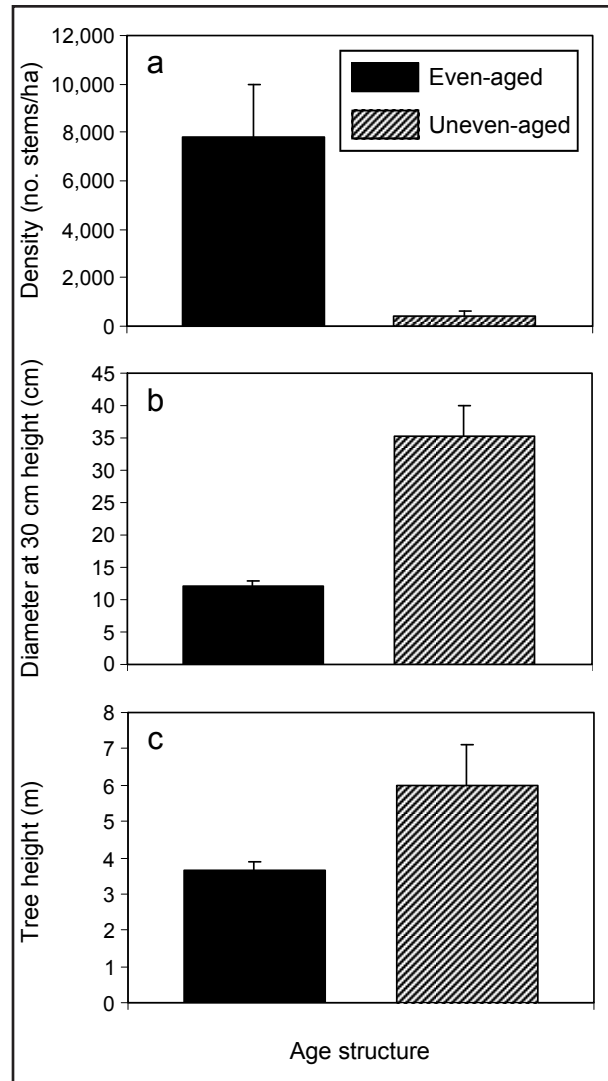 12,000
10,000
8,000
6,000
4,000
2,000
0
Density (no. stems/ha)
a
Even-aged
Uneven-aged
45
40
35
30
25
20
15
10
5
0
Diameter at 30 cm height (cm)
b
8
7
6
5
4
3
2
1
0
Tree height (m)
c
Age structure